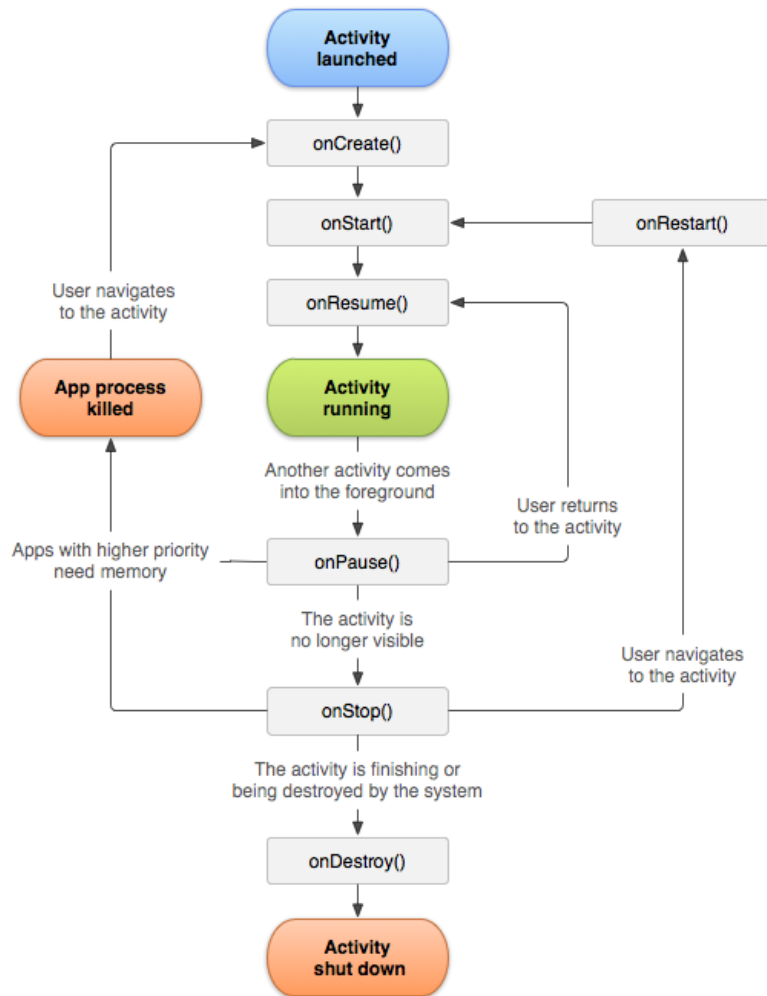 Activity
launched
onCreate()
onStart()
onRestart()
User navigates
to the activity
onResume()
App process
killed
Activity
running
Another activity comes
into the foreground
User returns
to the activity
Apps with higher priority
need memory
onPause()
The activity is
no longer visible
User navigates
to the activity
onStop()
The activity is finishing or
being destroyed by the system
onDestroy()
Activity
shut down